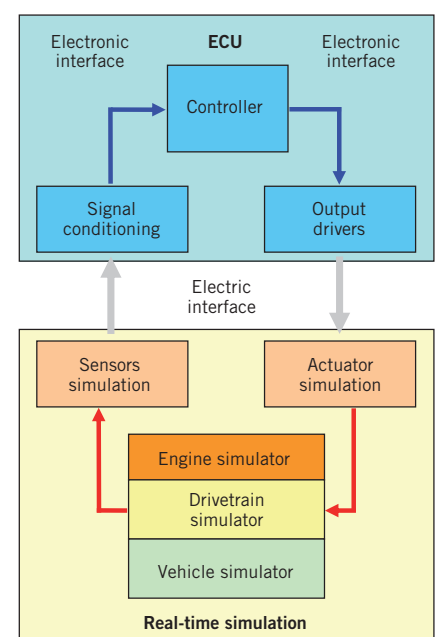 Electronic
interface
ECU
Electronic
interface
Controller
Signal
conditioning
Output
drivers
Electric
interface
Sensors
simulation
Actuator
simulation
Engine simulator
Drivetrain
simulator
Vehicle simulator
Real-time simulation